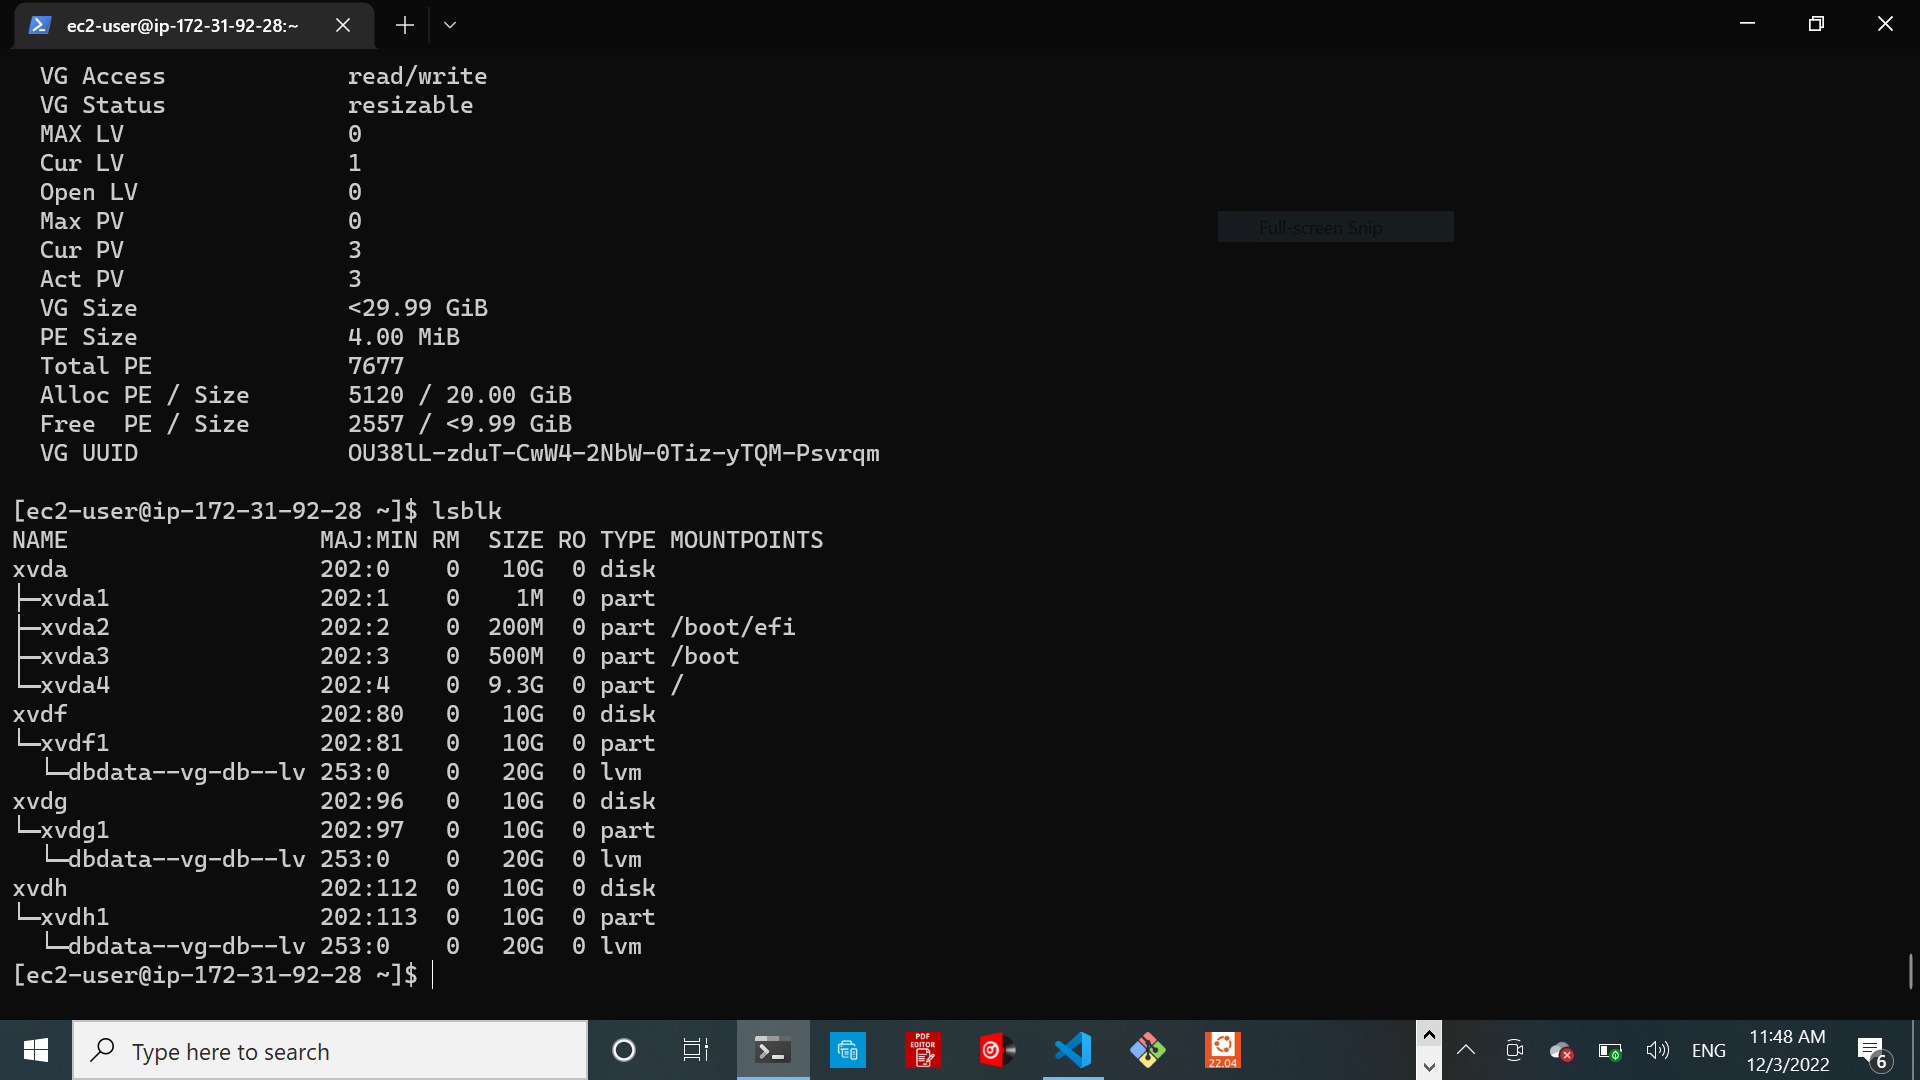 ec2-user@ip-172-31-92-28:~
VG Access read/write
VG Status resizable
MAX LV 0
Cur LV 1
Open LV 0
Max PV 0
Cur PV 3
Act PV 3
VG Size <29.99 GiB
PE Size 4.00 MiB
Total PE 7677
Alloc PE / Size 5120 / 20.00 GiB
Free  PE / Size 2557 / <9.99 GiB
VG UUID OU38lL-zduT-CwW4-2NbW-0Tiz-yTQM-Psvrqm
Full-screen Snip
[ec2-user@ip-172-31-92-28 ~]$ lsblk
NAME MAJ:MIN RM SIZE RO TYPE MOUNTPOINTS
xvda 202:0 0 10G 0 disk
├─xvda1 202:1 0 1M 0 part
├─xvda2 202:2 0 200M 0 part /boot/efi
├─xvda3 202:3 0 500M 0 part /boot
└─xvda4 202:4 0 9.3G 0 part /
xvdf 202:80 0 10G 0 disk
└─xvdf1 202:81 0 10G 0 part
└─dbdata--vg-db--lv 253:0 0 20G 0 lvm
xvdg 202:96 0 10G 0 disk
└─xvdg1 202:97 0 10G 0 part
└─dbdata--vg-db--lv 253:0 0 20G 0 lvm
xvdh 202:112 0 10G 0 disk
└─xvdh1 202:113 0 10G 0 part
└─dbdata--vg-db--lv 253:0 0 20G 0 lvm
[ec2-user@ip-172-31-92-28 ~]$
Type here to search
PDF
EDITOR
22.04
ENG
11:48 AM
12/3/2022
6